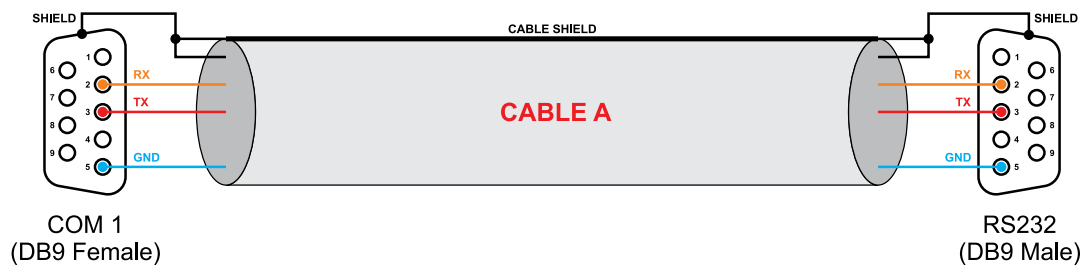 SHIELD
CABLE SHIELD
SHIELD
1
6
RX
2
7
TX
3
8
4
9
GND
5
CABLE A
1
6
RX
2
7
TX
3
8
4
9
GND
5
COM 1
(DB9 Female)
RS232
(DB9 Male)